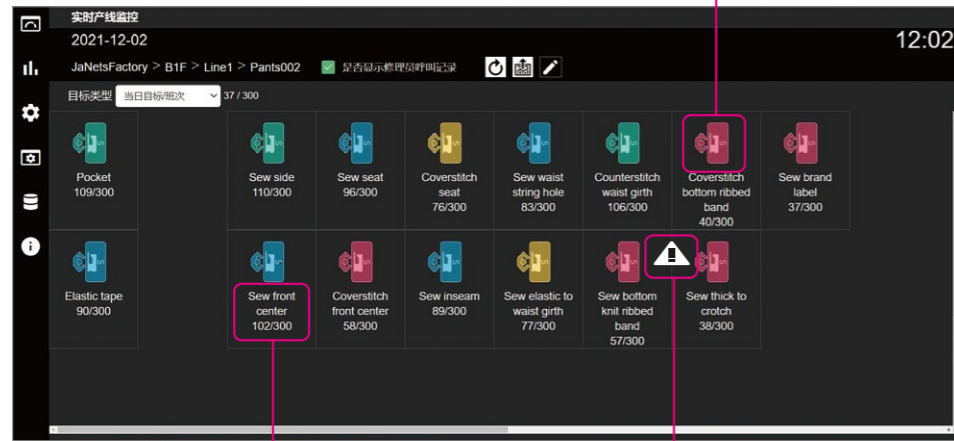 实时产线监控
2021-12-02
12:02
JaNetsFactory > B1F > Line1 > Pants002
是否显示修理员呼叫记录
目标类型 当日目标/班次 37 / 300
Pocket
109/300
Sew side
110/300
Sew seat
96/300
Coverstitch
seat
76/300
Sew waist
string hole
83/300
Counterstitch
waist girth
106/300
Coverstitch
bottom ribbed
band
40/300
Sew brand
label
37/300
Elastic tape
90/300
Sew front
center
102/300
Coverstitch
front center
58/300
Sew inseam
89/300
Sew elastic to
waist girth
77/300
Sew bottom
knit ribbed
band
57/300
Sew thick to
crotch
38/300